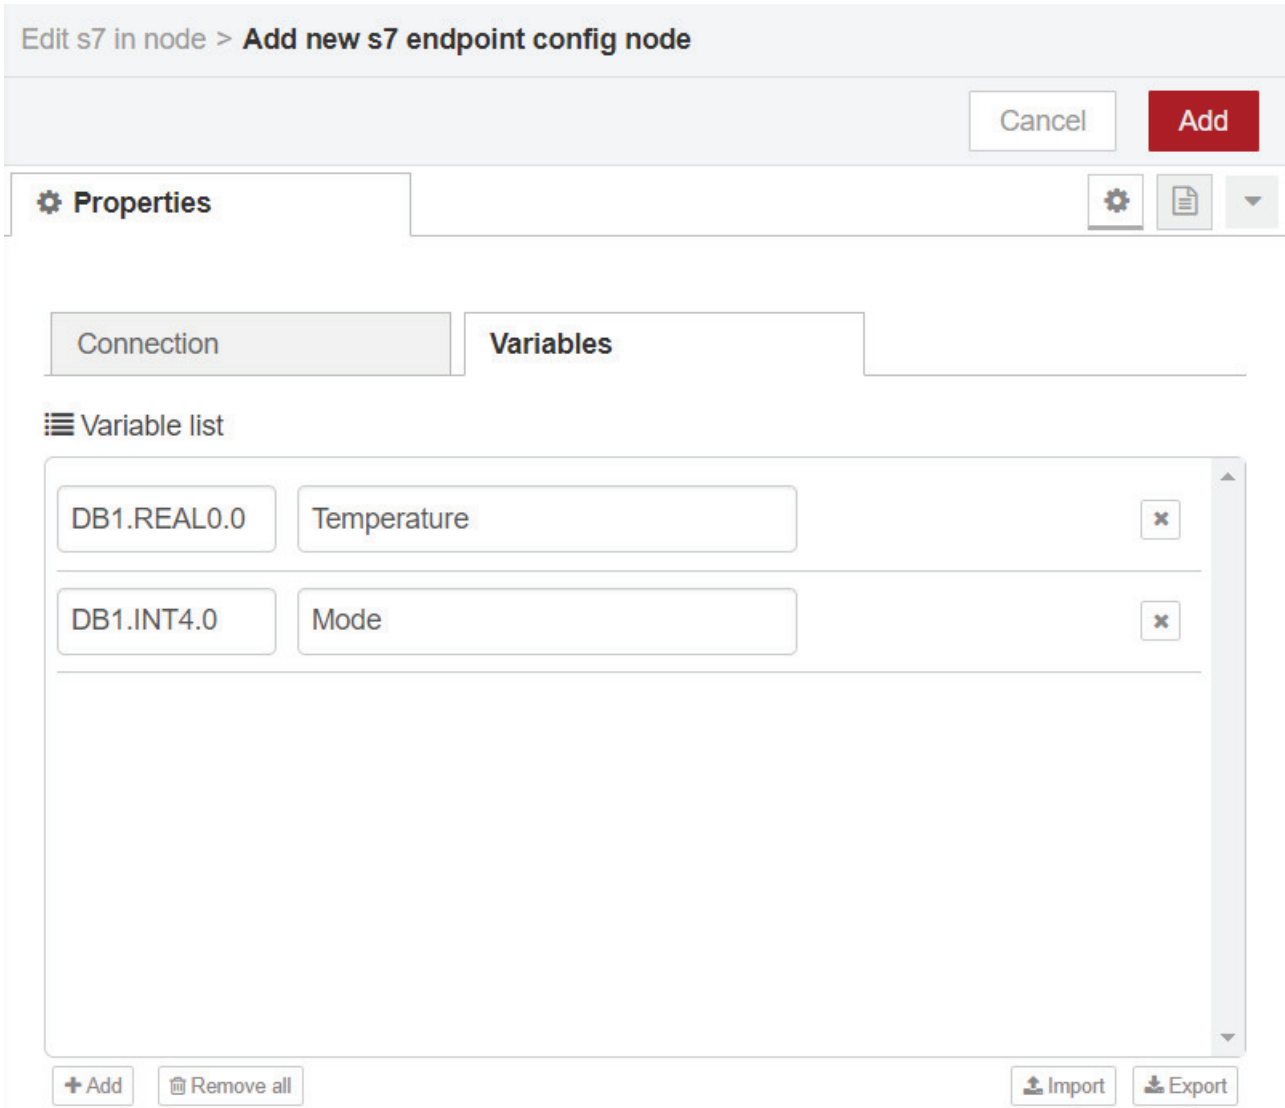 Edit s7 in node > Add new s7 endpoint config node
Cancel Add
Properties
Connection Variables
Variable list
DB1.REAL0.0 Temperature
DB1.INT4.0 Mode
Add Remove all Import Export